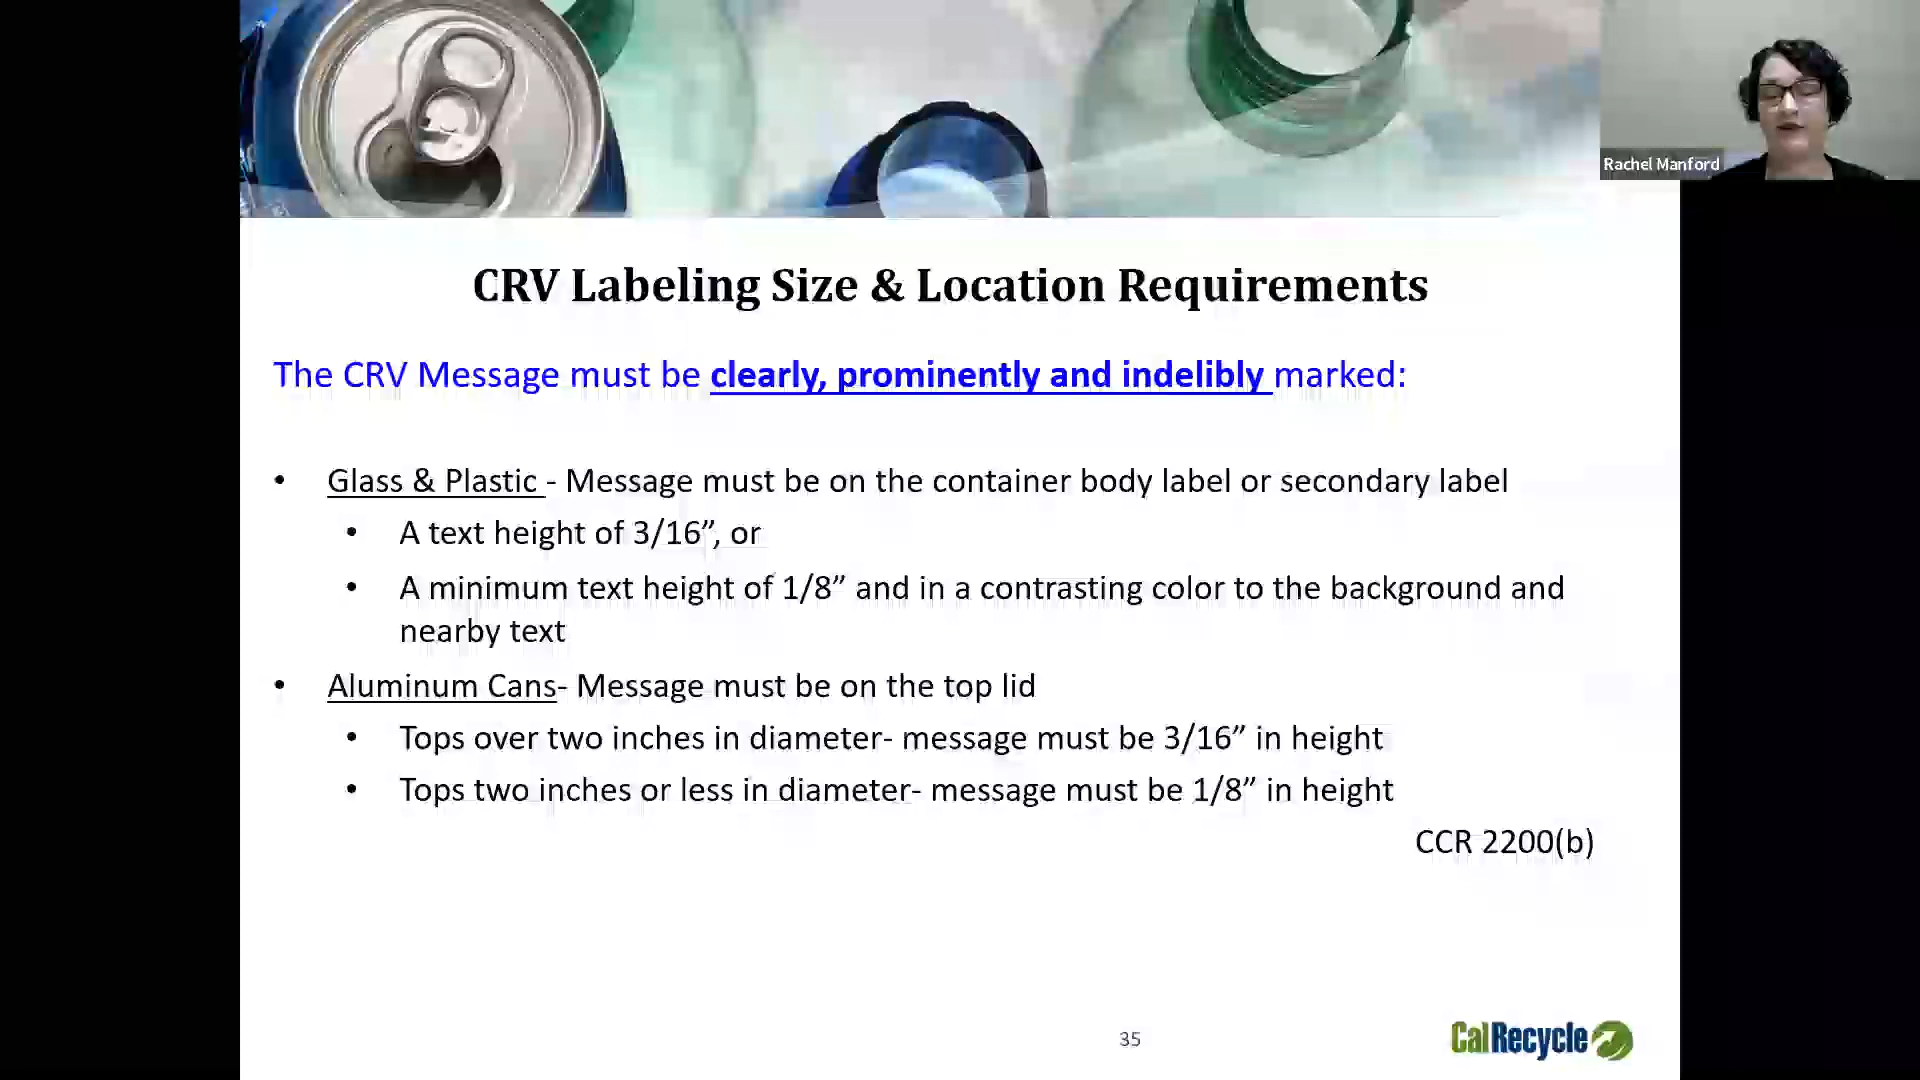 Rachel Manford
CRV Labeling Size & Location Requirements
The CRV Message must be clearly, prominently and indelibly marked:
• Glass & Plastic - Message must be on the container body label or secondary label
• A text height of 3/16”, or
• A minimum text height of 1/8” and in a contrasting color to the background and
nearby text
• Aluminum Cans- Message must be on the top lid
• Tops over two inches in diameter- message must be 3/16” in height
• Tops two inches or less in diameter- message must be 1/8” in height
CCR 2200(b)
35
CalRecycle